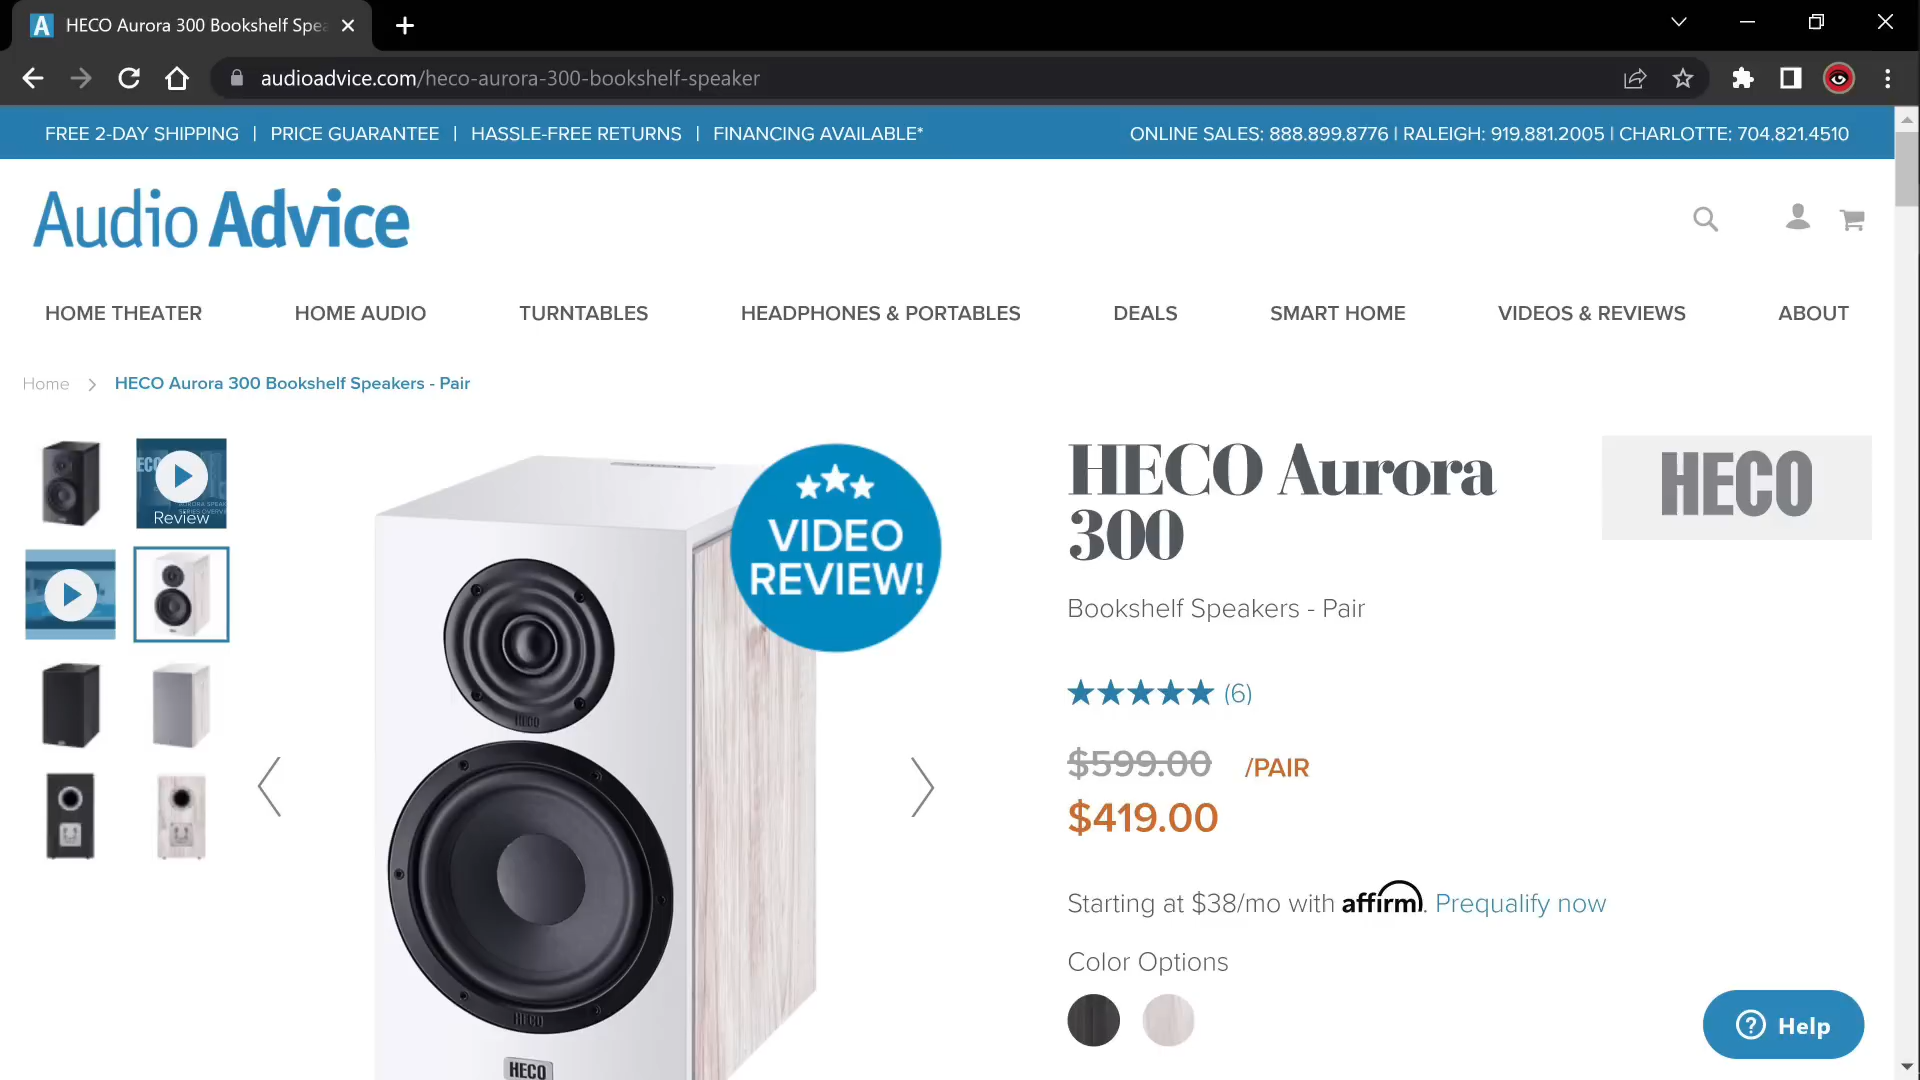 HECO Aurora 300 Bookshelf Spea
audioadvice.com/heco-aurora-300-bookshelf-speaker
FREE 2-DAY SHIPPING | PRICE GUARANTEE | HASSLE-FREE RETURNS | FINANCING AVAILABLE*
ONLINE SALES: 888.899.8776 | RALEIGH: 919.881.2005 | CHARLOTTE: 704.821.4510
Audio Advice
HOME THEATER HOME AUDIO TURNTABLES HEADPHONES & PORTABLES DEALS SMART HOME VIDEOS & REVIEWS ABOUT
Home > HECO Aurora 300 Bookshelf Speakers - Pair
Review
VIDEO
REVIEW!
HECO
HECO
HECO
HECO Aurora
300
HECO
Bookshelf Speakers - Pair
(6)
$599.00 /PAIR
$419.00
Starting at $38/mo with affirm. Prequalify now
Color Options
Help